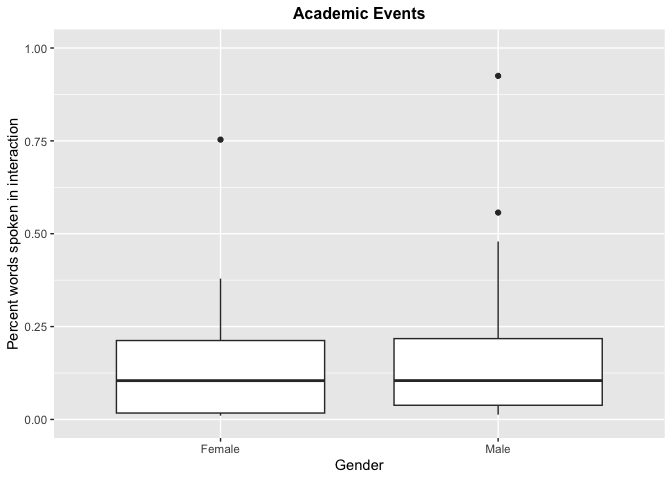 Academic Events
Percent words spoken in interaction
1.00
0.75
0.50
0.25
0.00
Female
Male
Gender